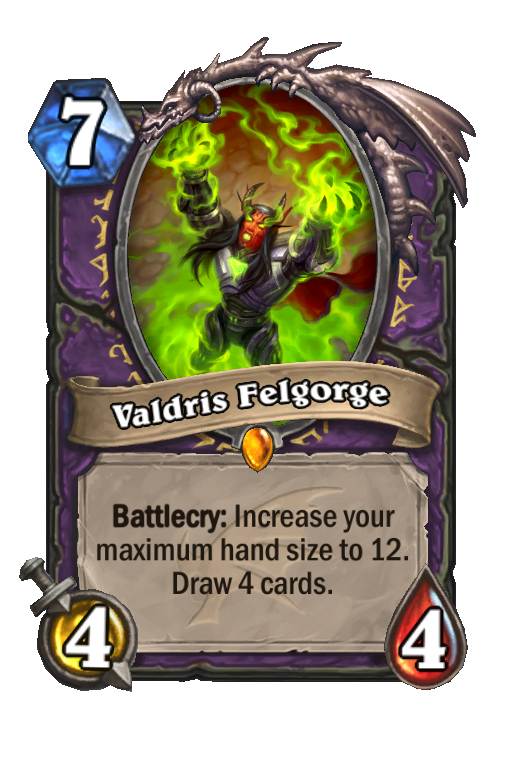 7
Valdris Felgorge
Battlecry: Increase your
maximum hand size to 12.
Draw 4 cards.
4
4